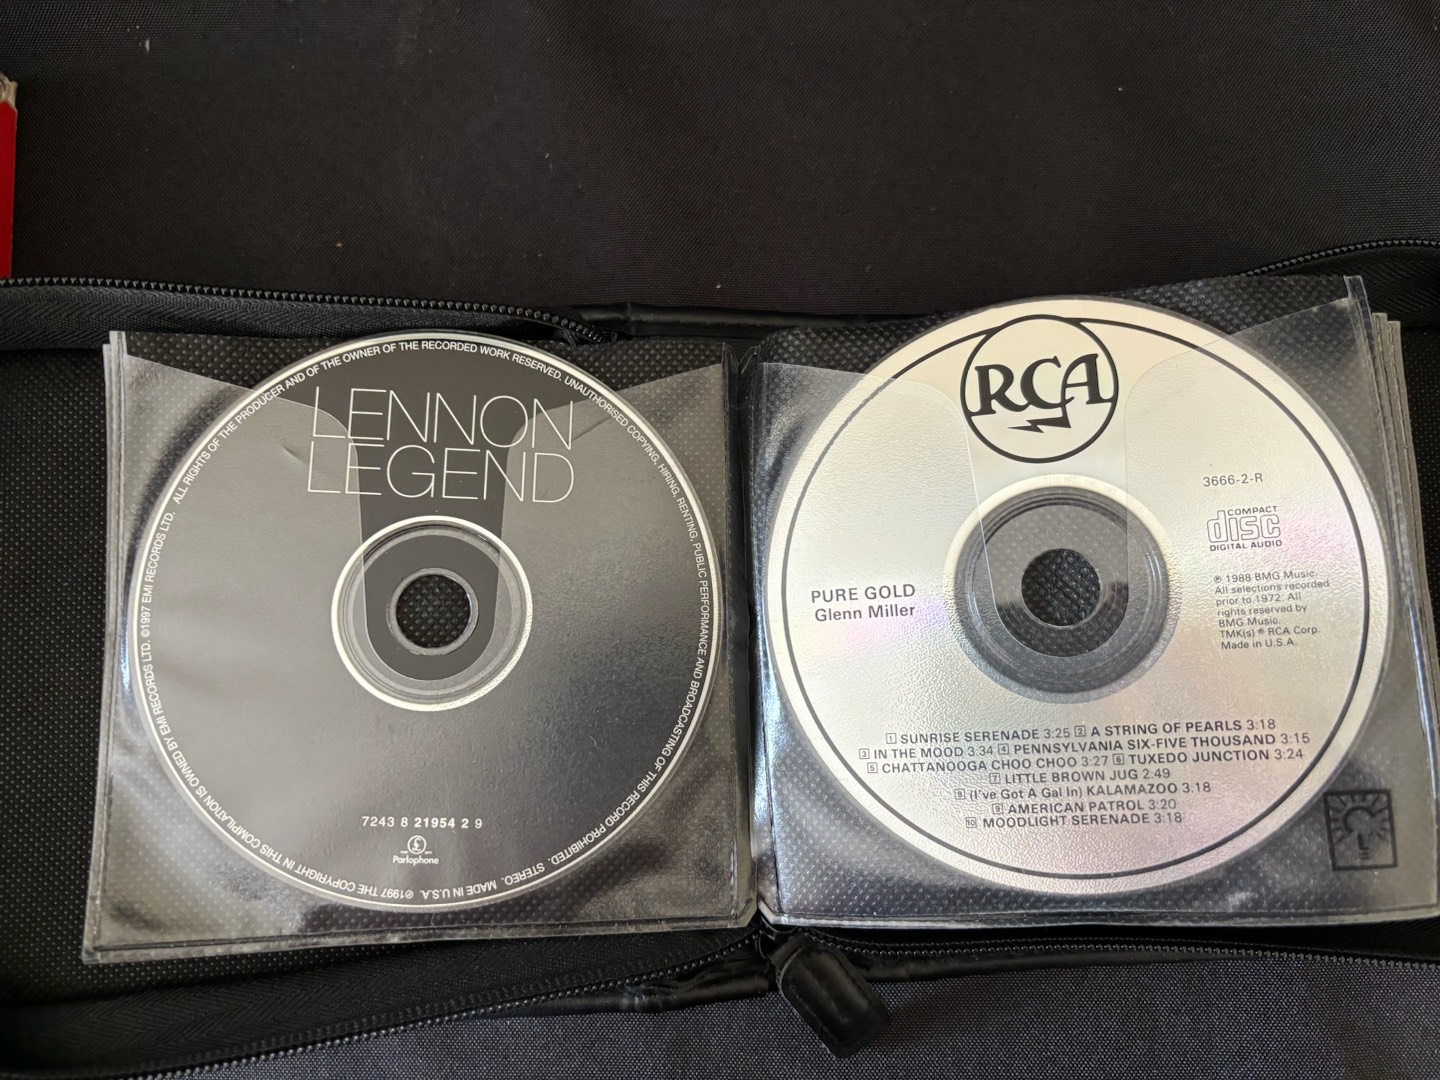 LENNON
LEGEND
ALL RIGHTS OF THE PRODUCER AND OF THE OWNER OF THE RECORDED WORK RESERVED. UNAUTHORISED COPYING, HIRING, RENTING, PUBLIC PERFORMANCE AND BROADCASTING OF THIS RECORD PROHIBITED. STEREO. MADE IN U.S.A. ℗1997 THE COPYRIGHT IN THIS COMPILATION IS OWNED BY EMI RECORDS LTD. ©1997 EMI RECORDS LTD.
7243 8 21954 2 9
£
Parlophone
RCA
3666-2-R
COMPACT
disc
DIGITAL AUDIO
PURE GOLD
Glenn Miller
℗ 1988 BMG Music.
All selections recorded
prior to 1972. All
rights reserved by
BMG Music.
TMK(s) ® RCA Corp.
Made in U.S.A.
1 SUNRISE SERENADE 3:25 2 A STRING OF PEARLS 3:18
3 IN THE MOOD 3:34 4 PENNSYLVANIA SIX-FIVE THOUSAND 3:15
5 CHATTANOOGA CHOO CHOO 3:27 6 TUXEDO JUNCTION 3:24
7 LITTLE BROWN JUG 2:49
8 (I've Got A Gal In) KALAMAZOO 3:18
9 AMERICAN PATROL 3:20
10 MOODLIGHT SERENADE 3:18